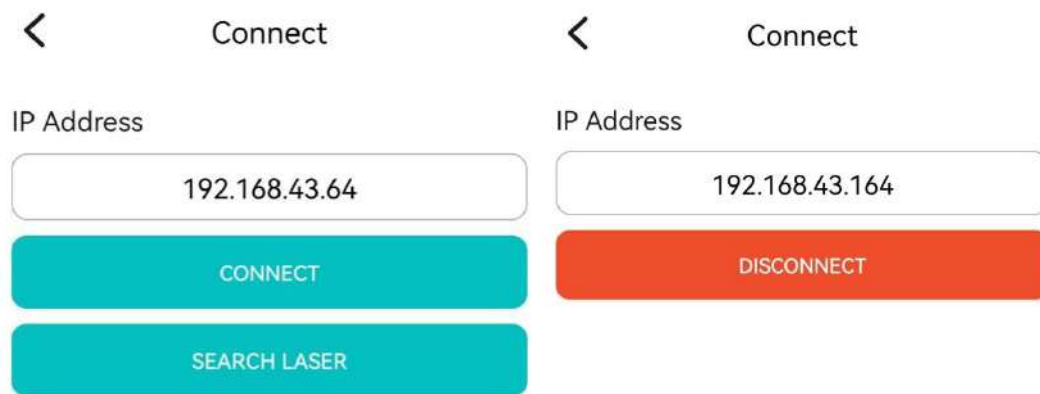 Connect
IP Address
192.168.43.64
CONNECT
SEARCH LASER
Connect
IP Address
192.168.43.164
DISCONNECT